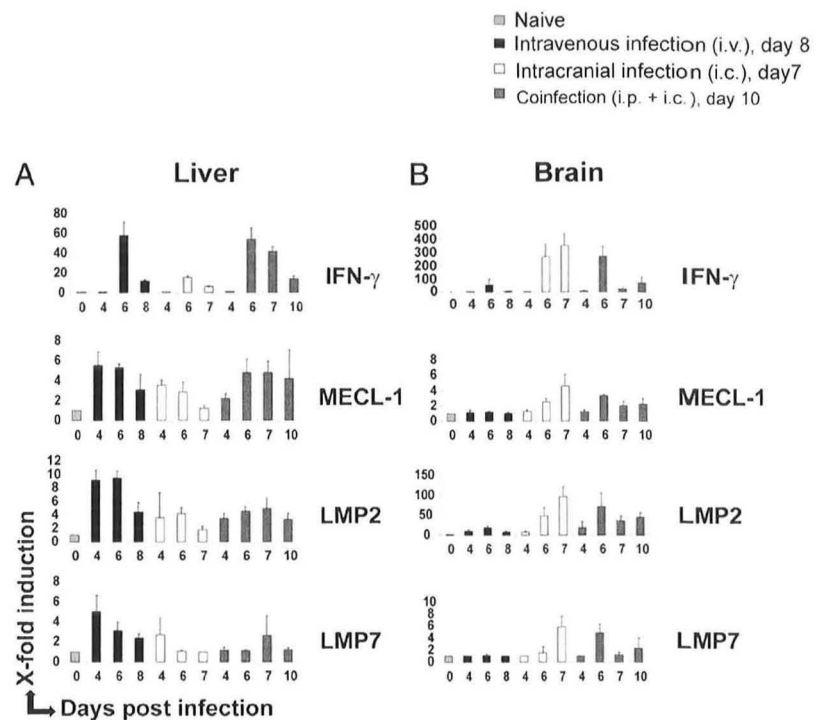 Naive
Intravenous infection (i.v.), day 8
Intracranial infection (i.c.), day7
Coinfection (i.p. + i.c.), day 10
A Liver
B Brain
80
60
40
20
0
0 4 6 8 4 6 7 4 6 7 10
IFN-γ
500
400
300
200
100
0
0 4 6 8 4 6 7 4 6 7 10
IFN-γ
8
6
4
2
0
0 4 6 8 4 6 7 4 6 7 10
MECL-1
8
6
4
2
0
0 4 6 8 4 6 7 4 6 7 10
MECL-1
12
10
8
6
4
2
0
0 4 6 8 4 6 7 4 6 7 10
LMP2
150
100
50
0
0 4 6 8 4 6 7 4 6 7 10
LMP2
8
6
4
2
0
0 4 6 8 4 6 7 4 6 7 10
LMP7
10
8
6
4
2
0
0 4 6 8 4 6 7 4 6 7 10
LMP7
X-fold induction
Days post infection